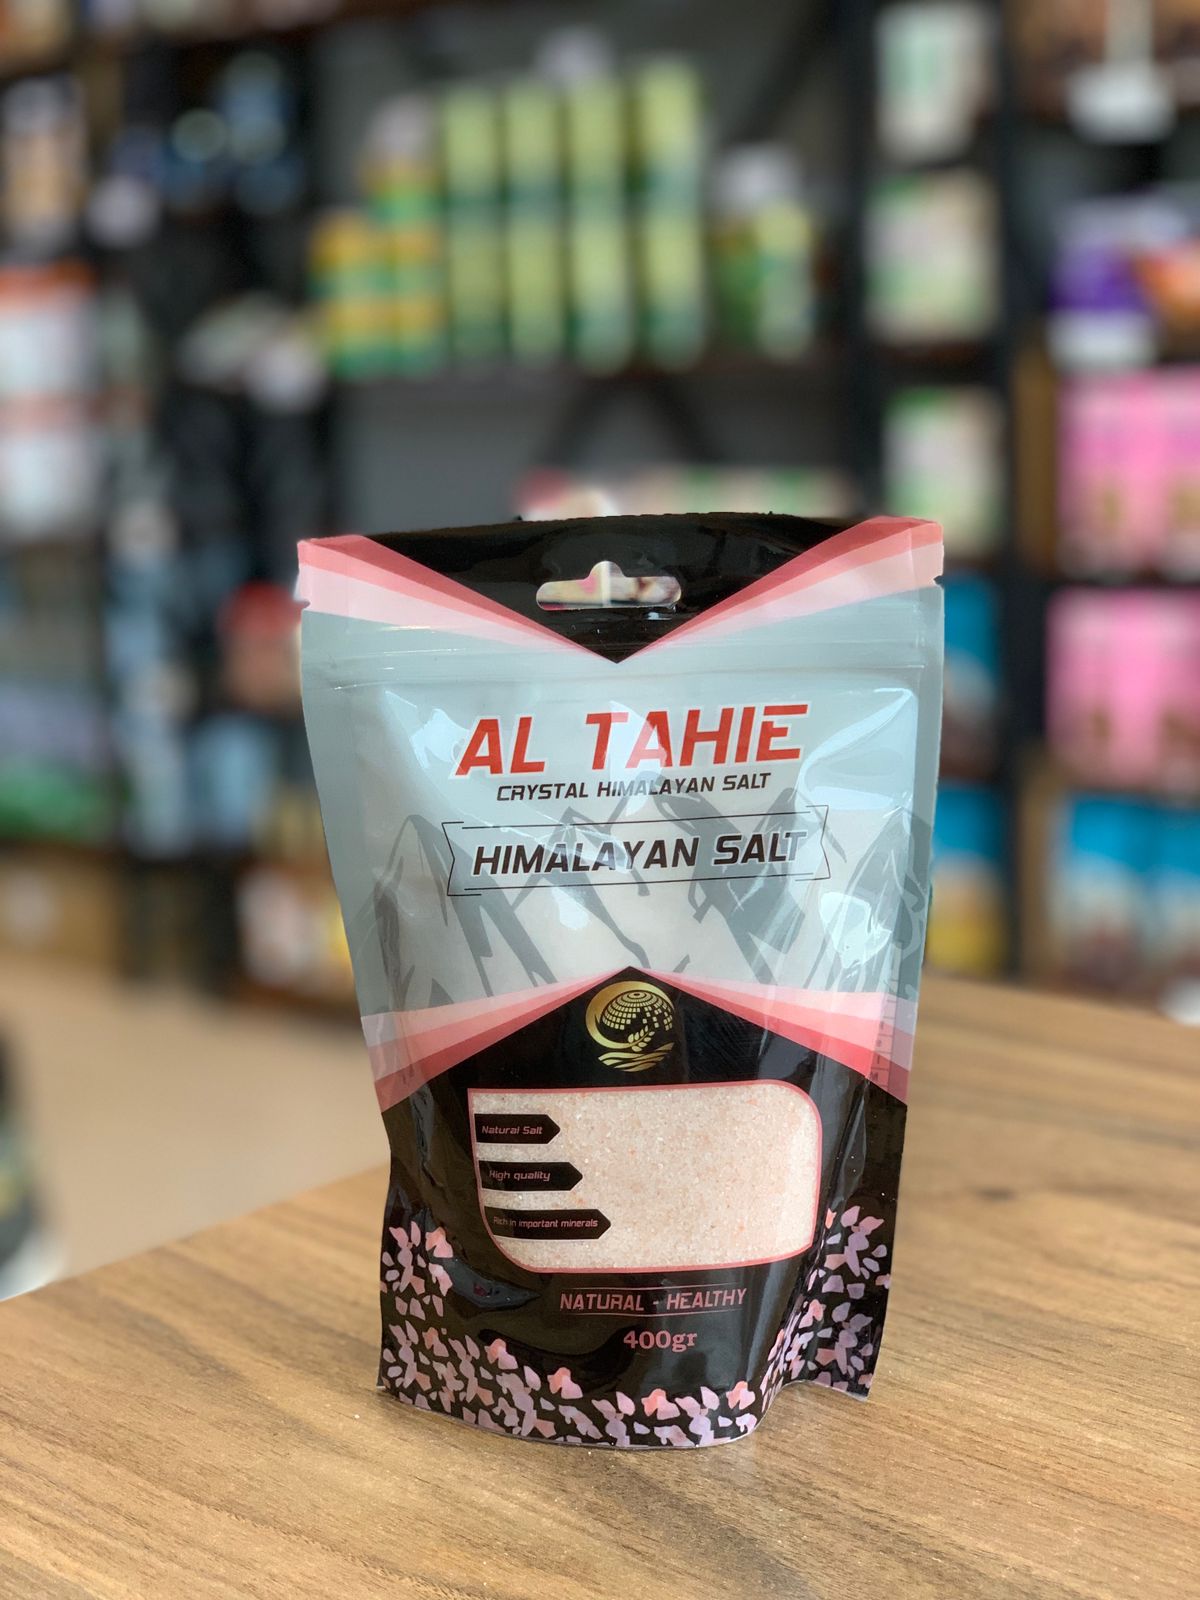 AL TAHIE
CRYSTAL HIMALAYAN SALT
HIMALAYAN SALT
Natural Salt
High quality
Rich in important minerals
NATURAL - HEALTHY
400gr